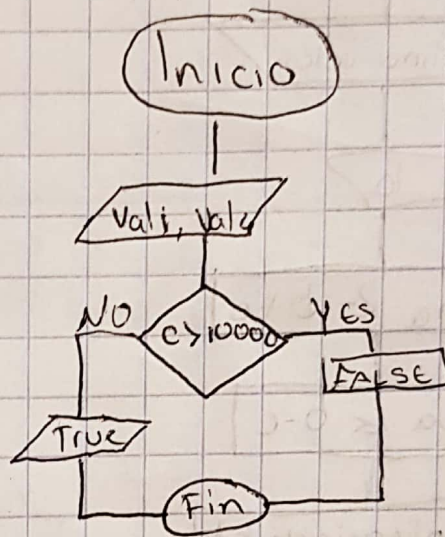 Inicio
Val1, Val2
NO
C>10000
YES
FALSE
True
Fin